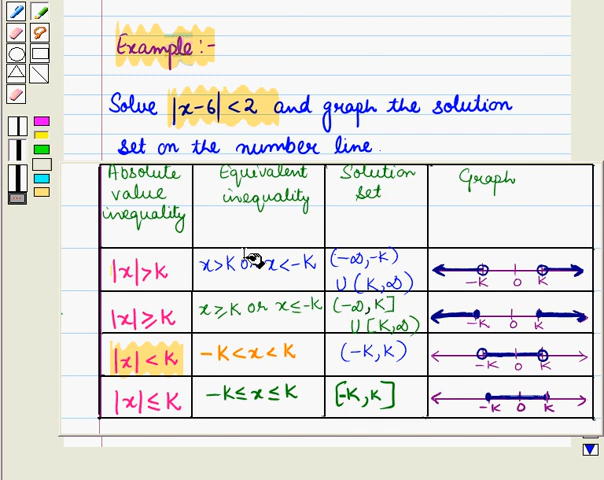 Example:-
Solve |x-6| < 2 and graph the solution
set on the number line.
Absolute value inequality Equivalent inequality Solution set Graph
|x| > K x > K or x < -K (-∞, -K) ∪ (K, ∞) -K 0 K
|x| ≥ K x ≥ K or x ≤ -K (-∞, K] ∪ [K, ∞) -K 0 K
|x| < K -K < x < K (-K, K) -K 0 K
|x| ≤ K -K ≤ x ≤ K [-K, K] -K 0 K